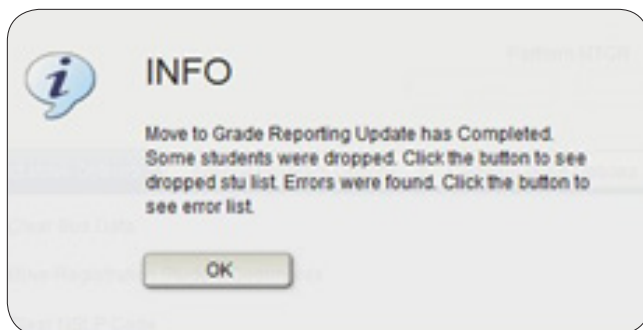 INFO
Move to Grade Reporting Update has Completed.
Some students were dropped. Click the button to see
dropped stu list. Errors were found. Click the button to
see error list.
OK